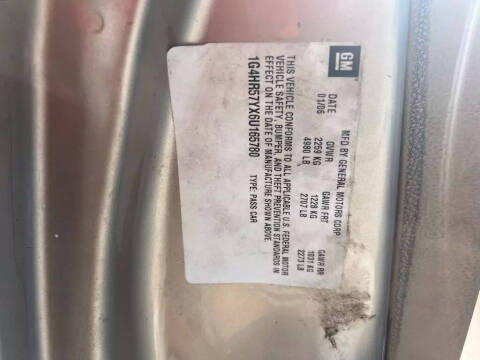 GM
MFD BY GENERAL MOTORS CORP
DATE GVWR GAWR FRT GAWR RR
01/06 2259 KG 1228 KG 1031 KG
4980 LB 2707 LB 2273 LB
THIS VEHICLE CONFORMS TO ALL APPLICABLE U.S. FEDERAL MOTOR
VEHICLE SAFETY, BUMPER, AND THEFT PREVENTION STANDARDS IN
EFFECT ON THE DATE OF MANUFACTURE SHOWN ABOVE.
1G4HR57YX6U165780 TYPE: PASS CAR